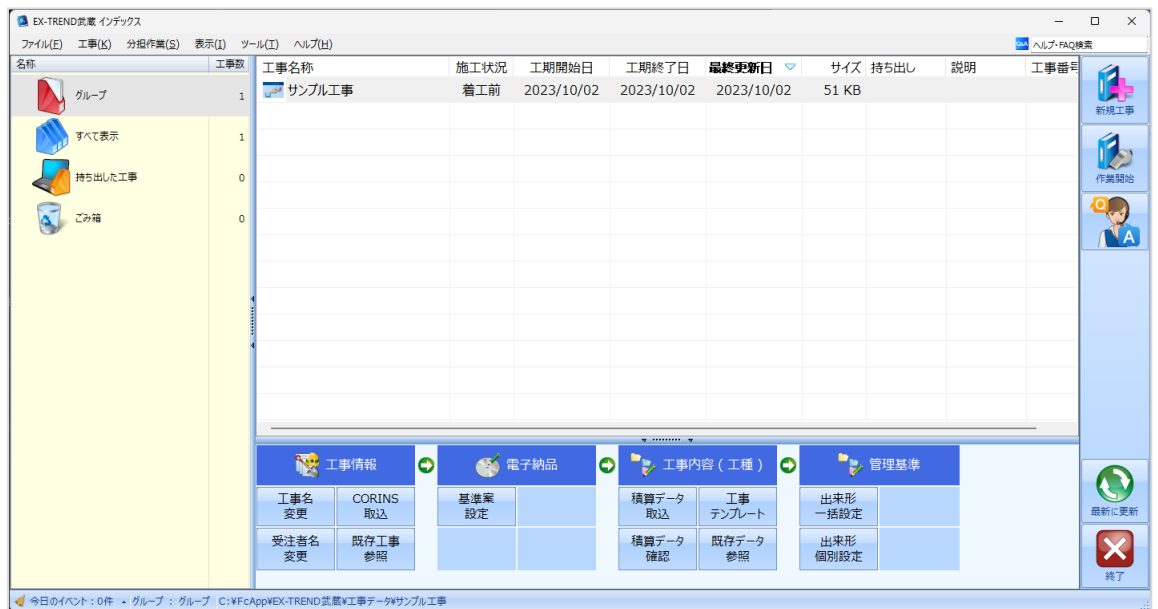 EX-TREND武蔵 インデックス
ファイル(F) 工事(K) 分担作業(S) 表示(I) ツール(T) ヘルプ(H)
Q&A ヘルプ・FAQ検索
名称 工事数
グループ 1
すべて表示 1
持ち出した工事 0
ごみ箱 0
工事名称 施工状況 工期開始日 工期終了日 最終更新日 サイズ 持ち出し 説明 工事番号
サンプル工事 着工前 2023/10/02 2023/10/02 2023/10/02 51 KB
新規工事
作業開始
Q
A
最新に更新
終了
工事情報 電子納品 工事内容(工種) 管理基準
工事名
変更
CORINS
取込
基準案
設定
積算データ
取込
工事
テンプレート
出来形
一括設定
受注者名
変更
既存工事
参照
積算データ
確認
既存データ
参照
出来形
個別設定
今日のイベント:0件 グループ : グループ C:¥FcApp¥EX-TREND武蔵¥工事データ¥サンプル工事